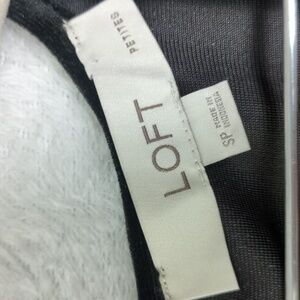 LOFT
PETITES
SP
MADE IN
INDONESIA